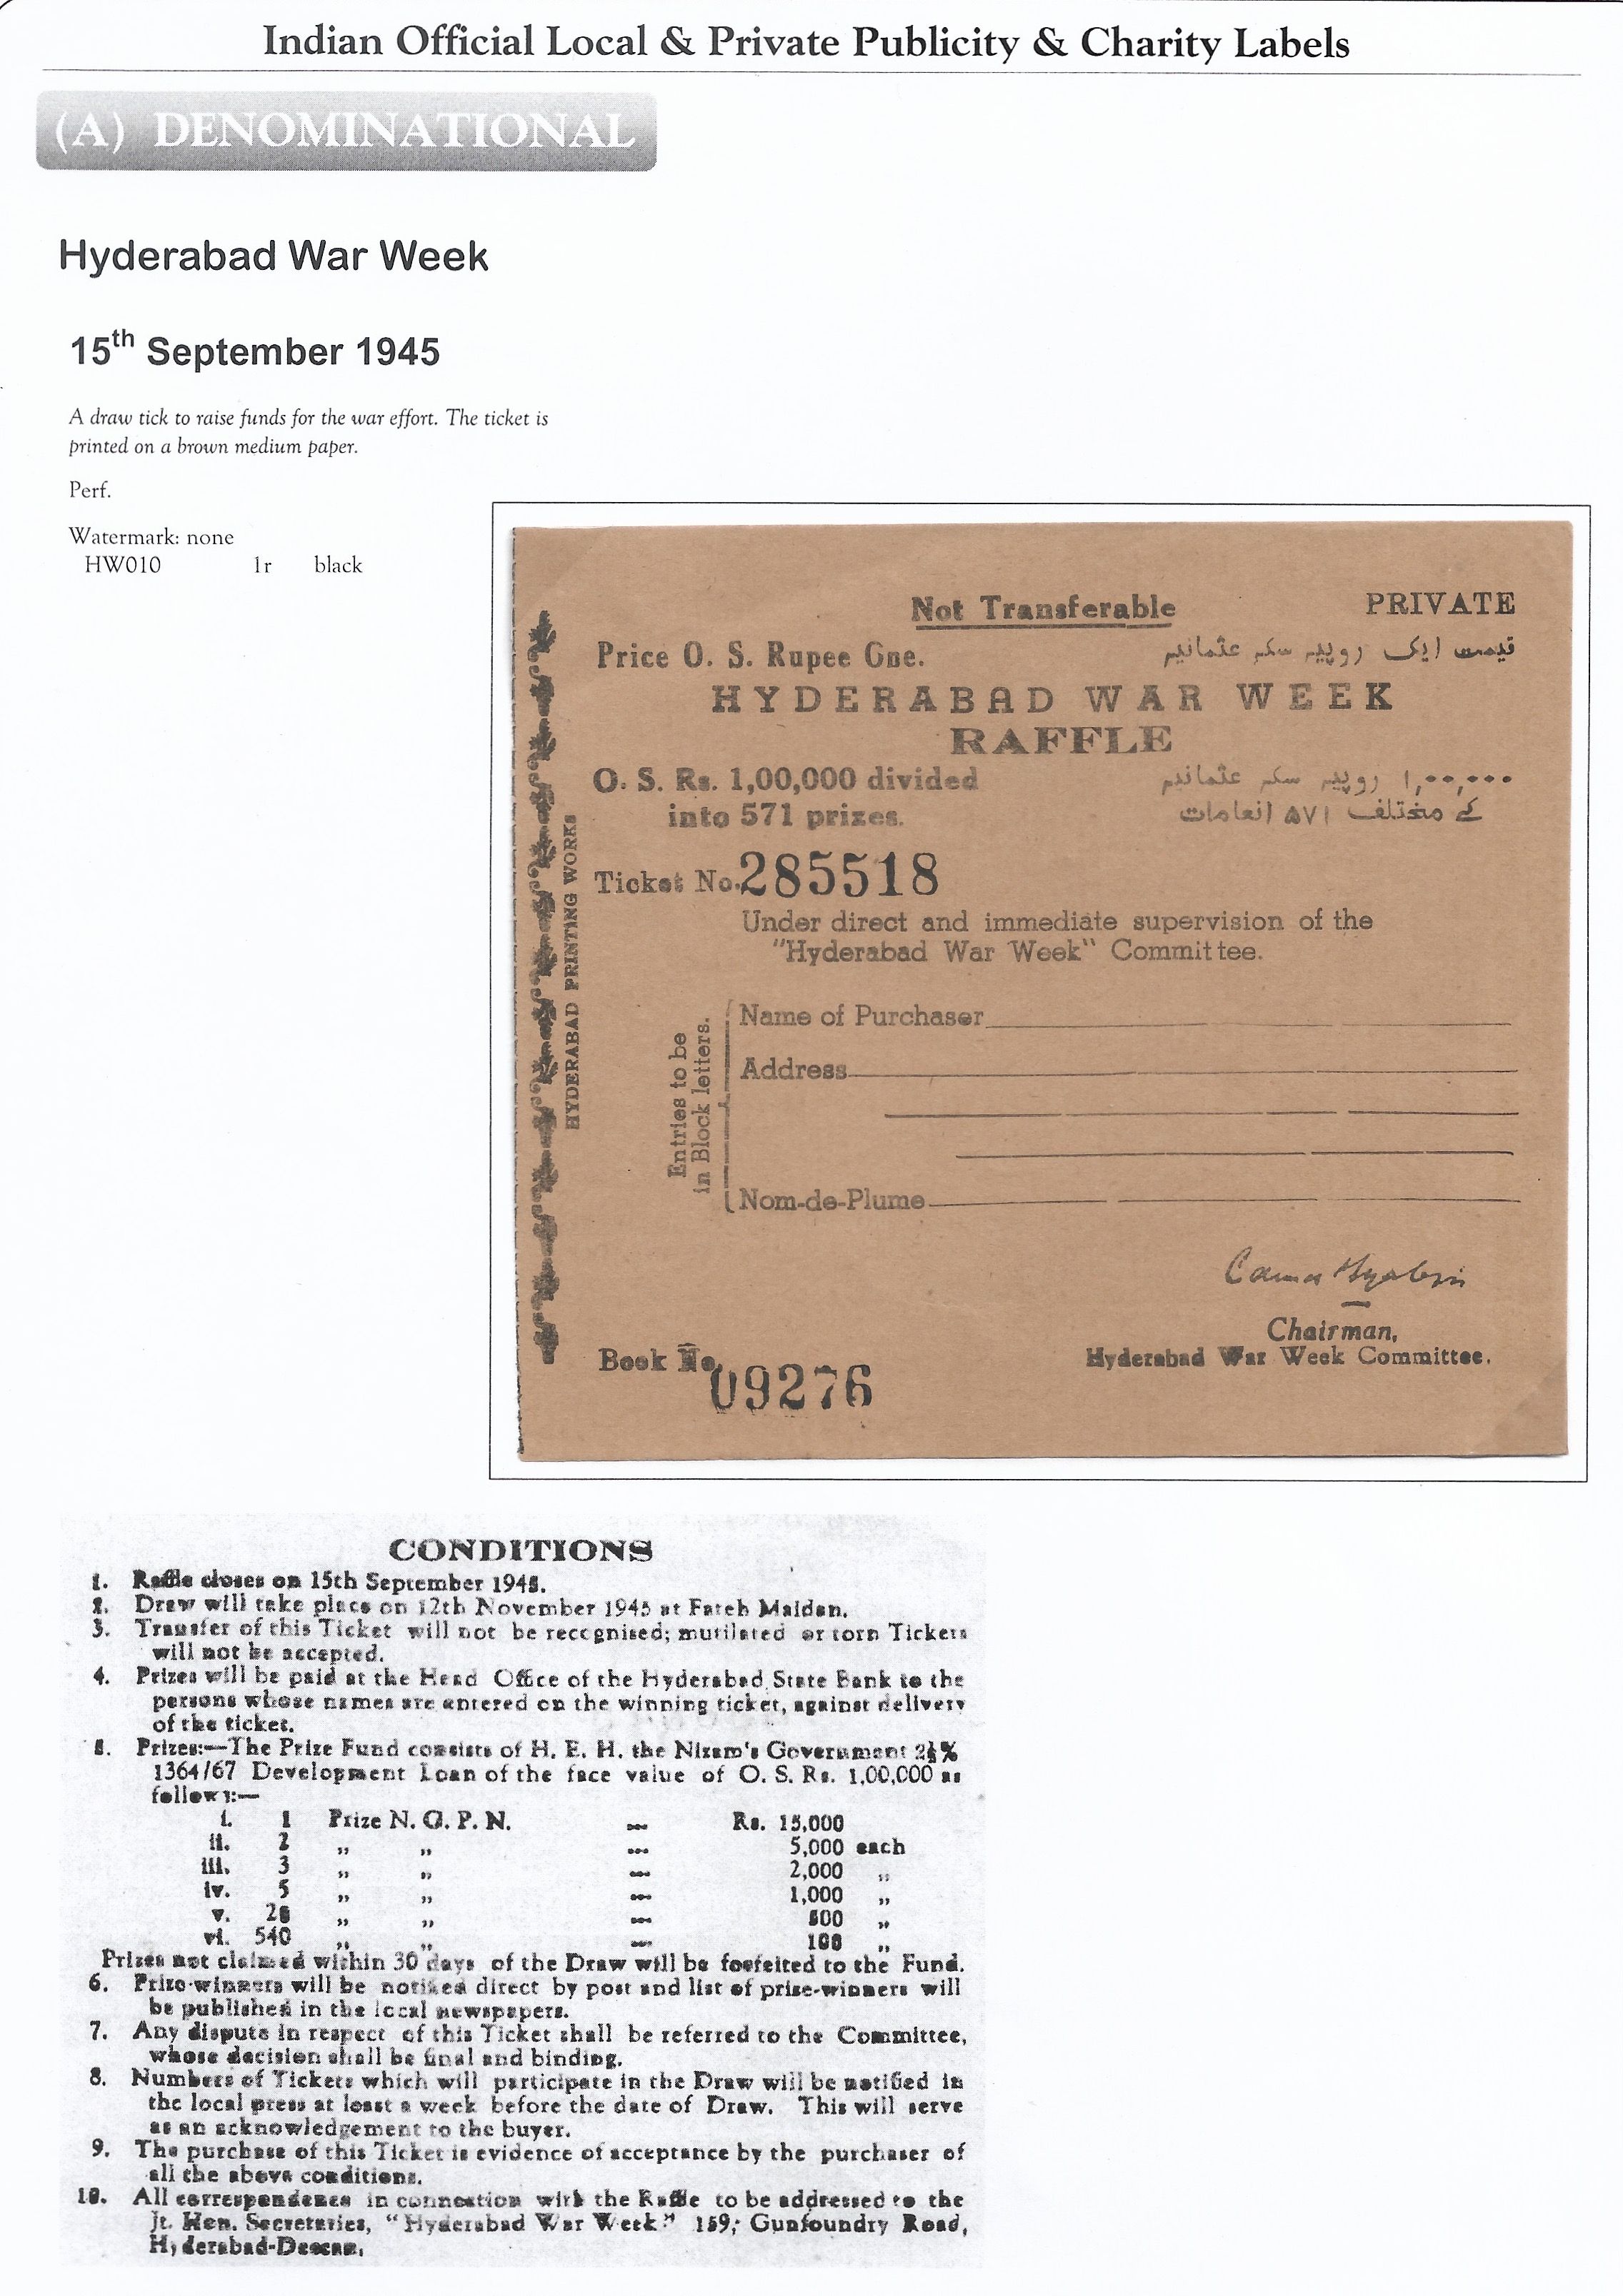 Indian Official Local & Private Publicity & Charity Labels
(A) DENOMINATIONAL
Hyderabad War Week
15th September 1945
A draw tick to raise funds for the war effort. The ticket is
printed on a brown medium paper.
Perf.
Watermark: none
HW010 1r black
Not Transferable PRIVATE
Price O. S. Rupee One. قیمت ایک روپیہ سکہ عثمانیہ
HYDERABAD WAR WEEK
RAFFLE
O. S. Rs. 1,00,000 divided ۱,۰۰,۰۰۰ روپیہ سکہ عثمانیہ
into 571 prizes. کے مختلف ۵۷۱ انعامات
Ticket No. 285518
Under direct and immediate supervision of the
"Hyderabad War Week" Committee.
HYDERABAD PRINTING WORKS
Entries to be
in Block letters.
Name of Purchaser
Address
Nom-de-Plume
Chairman,
Hyderabad War Week Committee.
Book No. 09276
CONDITIONS
1. Raffle closes on 15th September 1945.
2. Draw will take place on 12th November 1945 at Fateh Maidan.
3. Transfer of this Ticket will not be recognised; mutilated or torn Tickets
will not be accepted.
4. Prizes will be paid at the Head Office of the Hyderabad State Bank to the
persons whose names are entered on the winning ticket, against delivery
of the ticket.
5. Prizes:—The Prize Fund consists of H. E. H. the Nizam's Government 2½%
1364/67 Development Loan of the face value of O. S. Rs. 1,00,000 as
follows:—
i. 1 Prize N. G. P. N. ... Rs. 15,000
ii. 2 „ „ ... 5,000 each
iii. 3 „ „ ... 2,000 „
iv. 5 „ „ ... 1,000 „
v. 20 „ „ ... 500 „
vi. 540 „ „ ... 100 „
Prizes not claimed within 30 days of the Draw will be forfeited to the Fund.
6. Prize-winners will be notified direct by post and list of prize-winners will
be published in the local newspapers.
7. Any dispute in respect of this Ticket shall be referred to the Committee,
whose decision shall be final and binding.
8. Numbers of Tickets which will participate in the Draw will be notified in
the local press at least a week before the date of Draw. This will serve
as an acknowledgement to the buyer.
9. The purchase of this Ticket is evidence of acceptance by the purchaser of
all the above conditions.
10. All correspondence in connection with the Raffle to be addressed to the
Jt. Hon. Secretaries, "Hyderabad War Week" 159, Gunfoundry Road,
Hyderabad-Deccan.